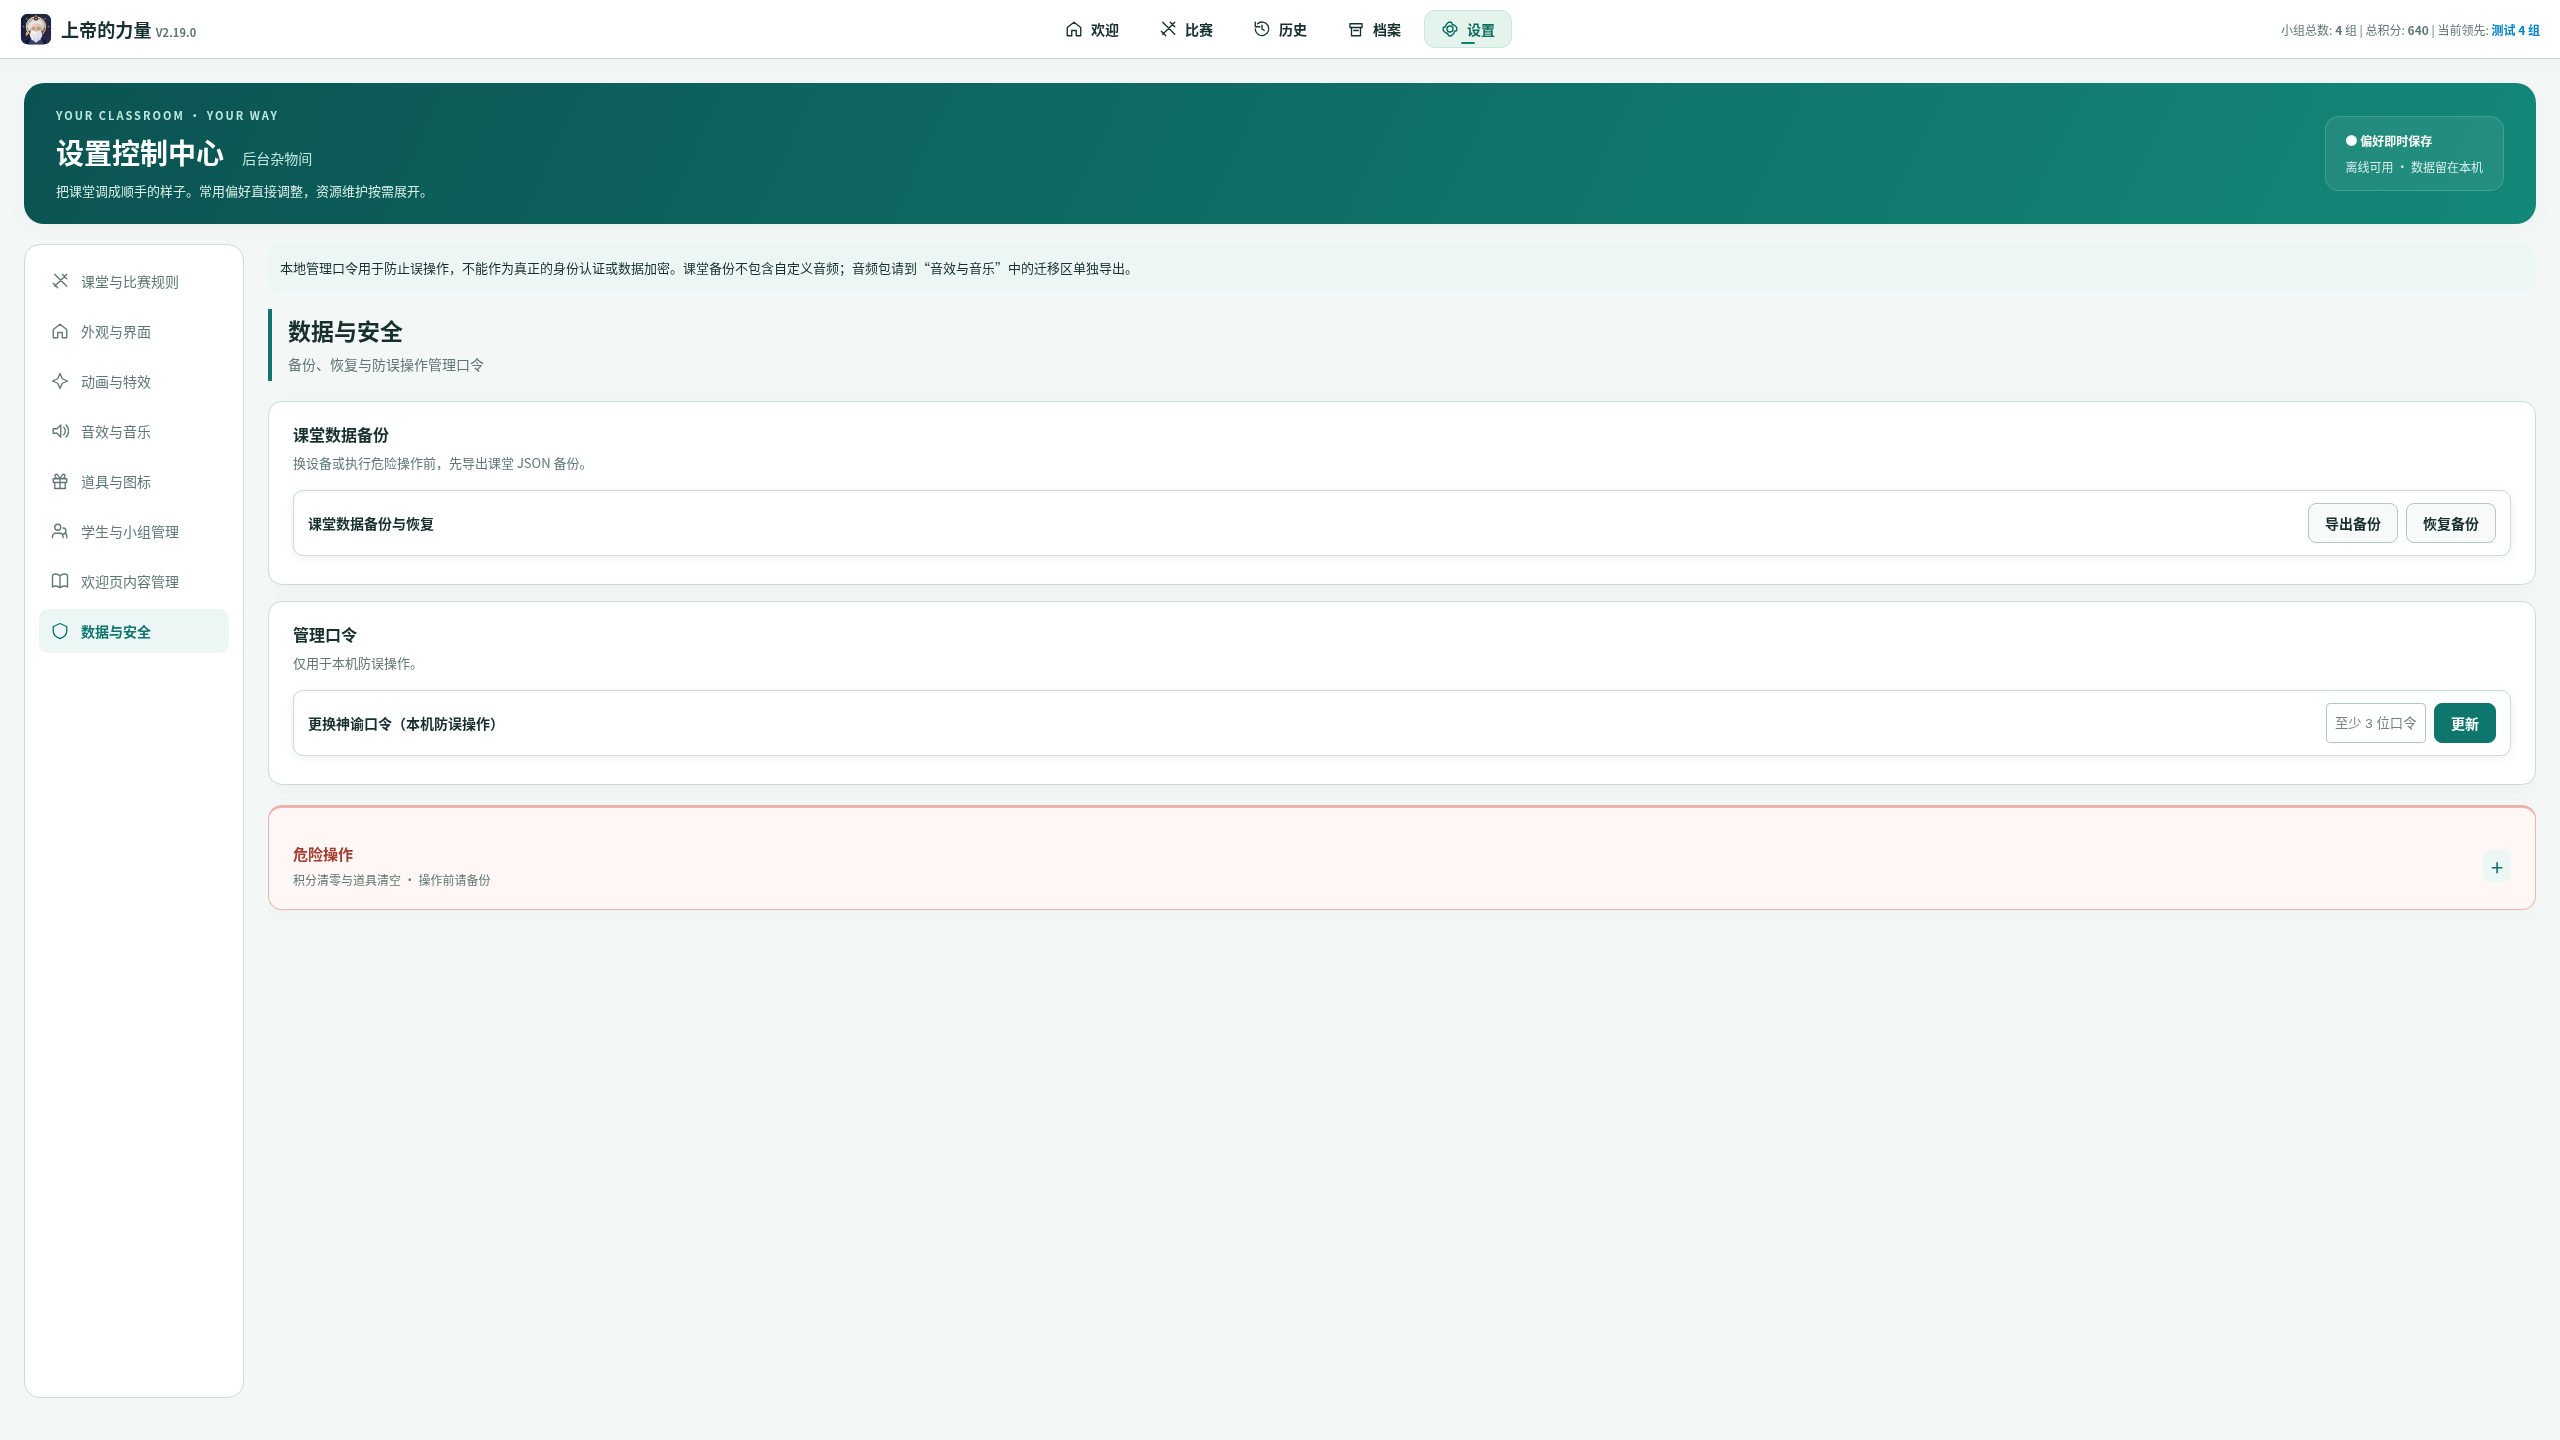 上帝的力量 V2.19.0
欢迎 比赛 历史 档案 设置
小组总数: 4 组 | 总积分: 640 | 当前领先: 测试 4 组
YOUR CLASSROOM · YOUR WAY
设置控制中心 后台杂物间
把课堂调成顺手的样子。常用偏好直接调整，资源维护按需展开。
偏好即时保存
离线可用 · 数据留在本机
课堂与比赛规则
外观与界面
动画与特效
音效与音乐
道具与图标
学生与小组管理
欢迎页内容管理
数据与安全
本地管理口令用于防止误操作，不能作为真正的身份认证或数据加密。课堂备份不包含自定义音频；音频包请到“音效与音乐”中的迁移区单独导出。
数据与安全
备份、恢复与防误操作管理口令
课堂数据备份
换设备或执行危险操作前，先导出课堂 JSON 备份。
课堂数据备份与恢复
导出备份 恢复备份
管理口令
仅用于本机防误操作。
更换神谕口令（本机防误操作）
至少 3 位口令 更新
危险操作
积分清零与道具清空 · 操作前请备份
+